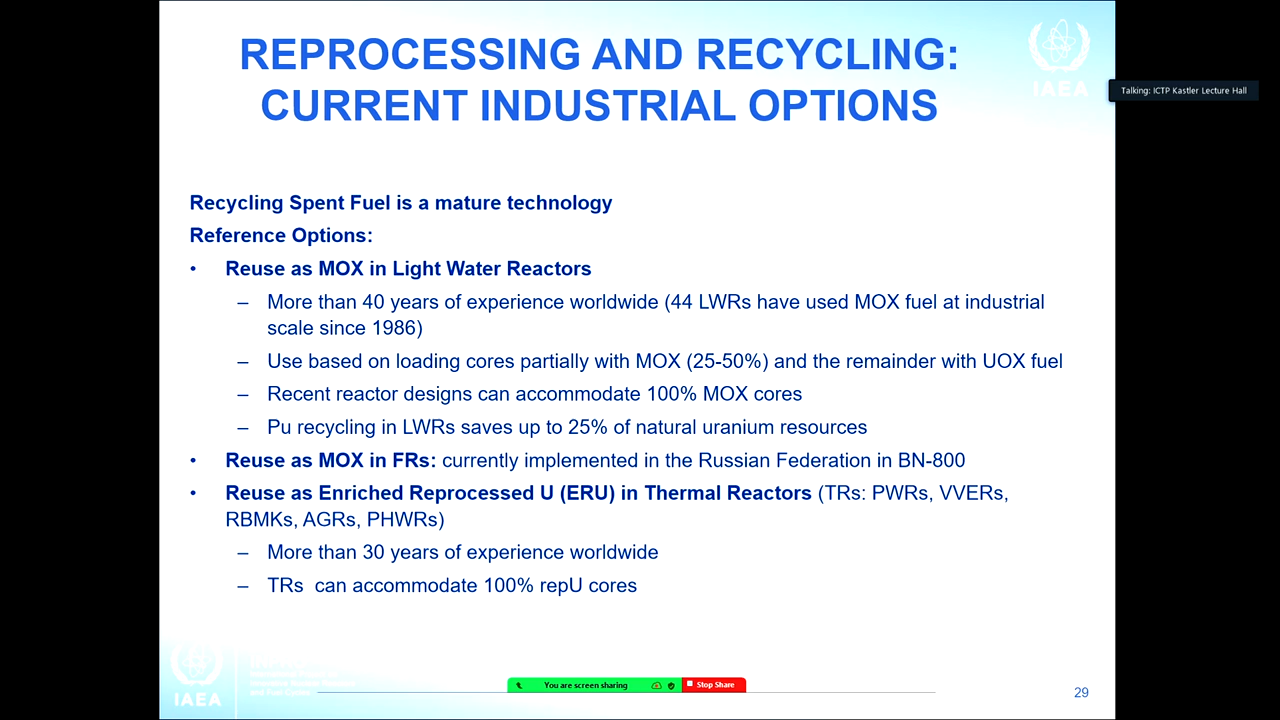 REPROCESSING AND RECYCLING:
CURRENT INDUSTRIAL OPTIONS
IAEA
Talking: ICTP Kastler Lecture Hall
Recycling Spent Fuel is a mature technology
Reference Options:
• Reuse as MOX in Light Water Reactors
– More than 40 years of experience worldwide (44 LWRs have used MOX fuel at industrial
scale since 1986)
– Use based on loading cores partially with MOX (25-50%) and the remainder with UOX fuel
– Recent reactor designs can accommodate 100% MOX cores
– Pu recycling in LWRs saves up to 25% of natural uranium resources
• Reuse as MOX in FRs: currently implemented in the Russian Federation in BN-800
• Reuse as Enriched Reprocessed U (ERU) in Thermal Reactors (TRs: PWRs, VVERs,
RBMKs, AGRs, PHWRs)
– More than 30 years of experience worldwide
– TRs can accommodate 100% repU cores
IAEA
You are screen sharing
Stop Share
29